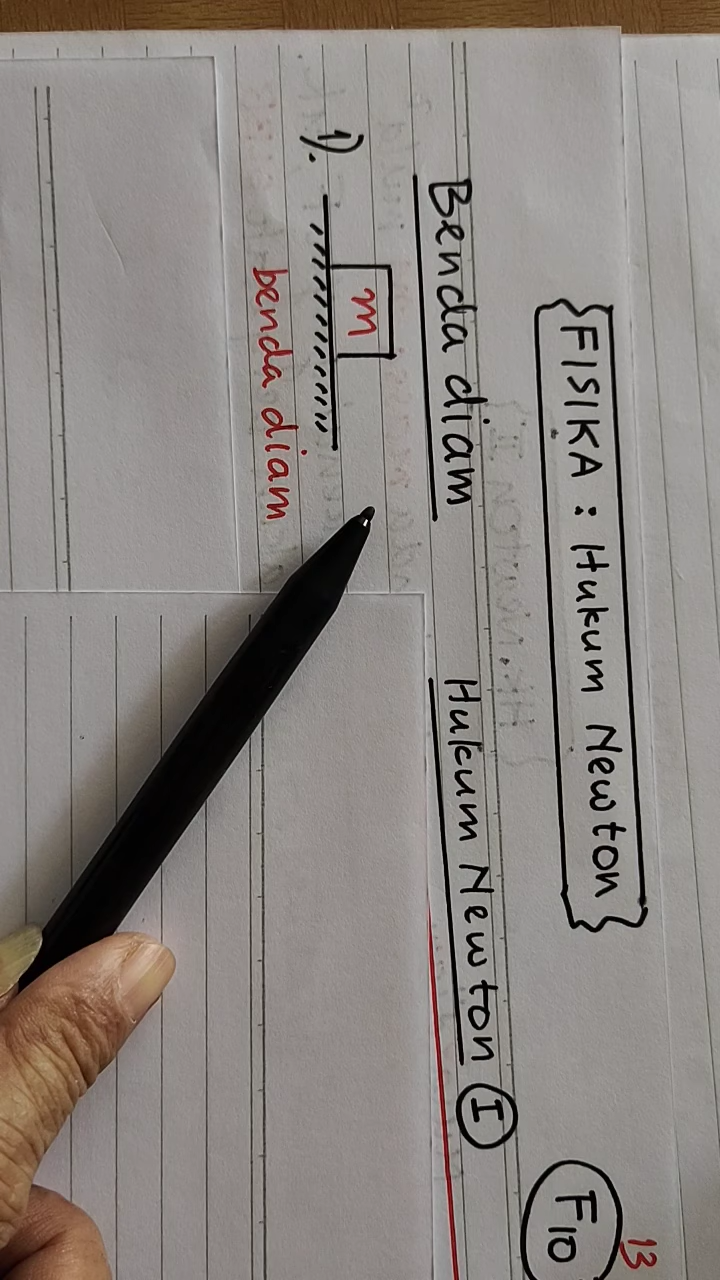 13
FISIKA : Hukum Newton
F10
Benda diam
Hukum Newton I
1).
m
benda diam